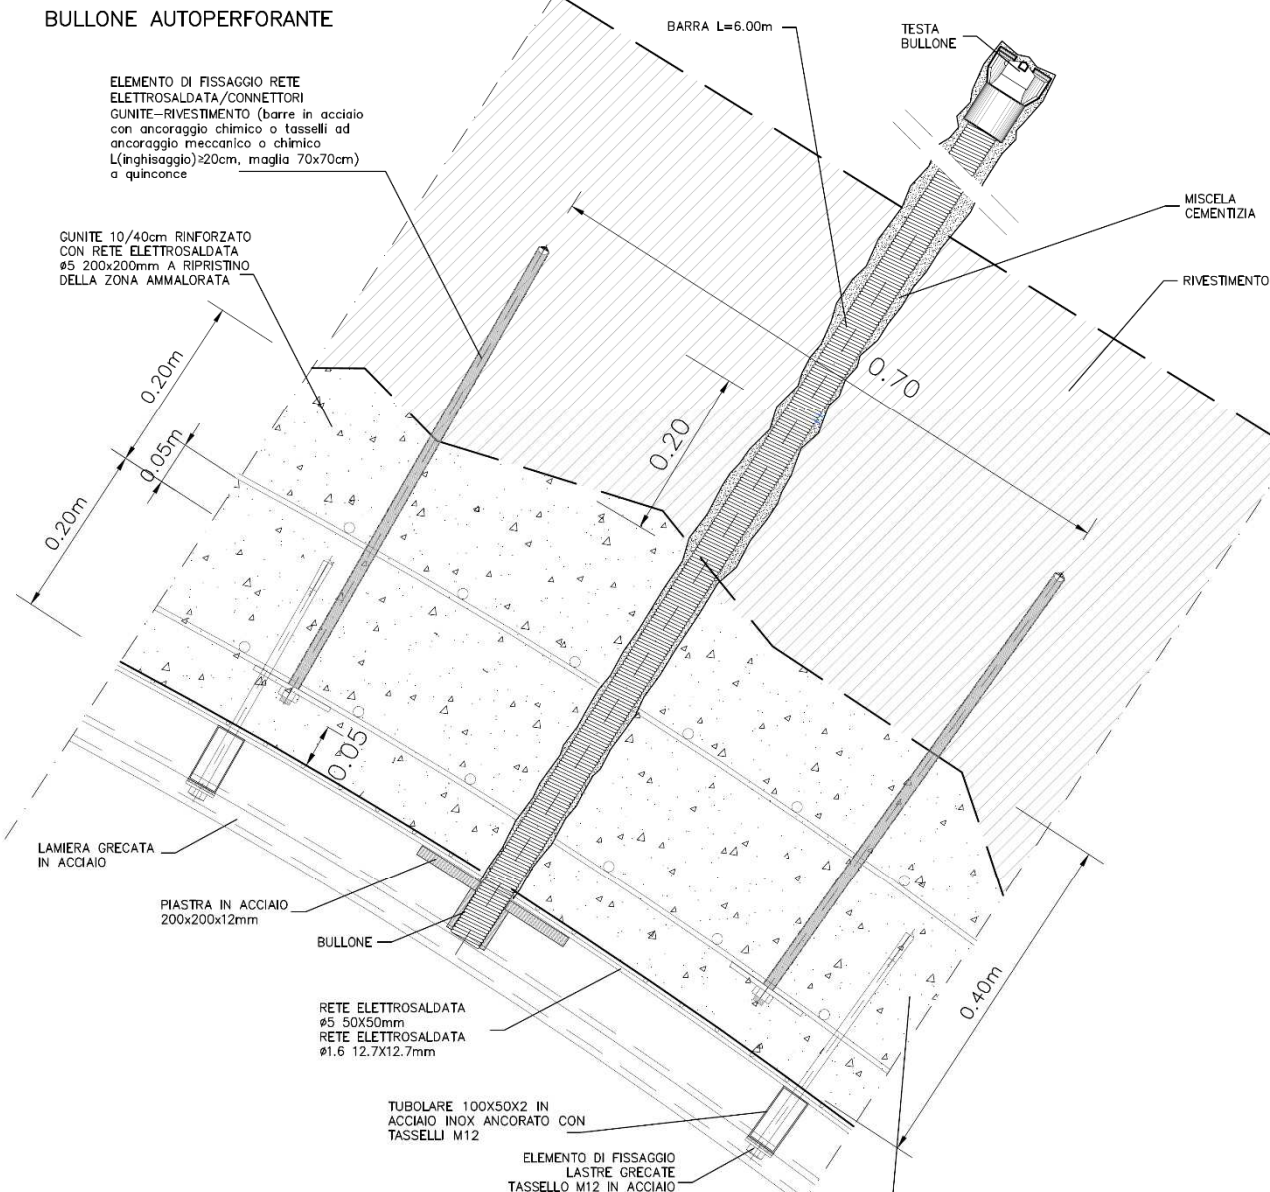 BULLONE AUTOPERFORANTE
BARRA L=6.00m
TESTA
BULLONE
ELEMENTO DI FISSAGGIO RETE
ELETTROSALDATA/CONNETTORI
GUNITE-RIVESTIMENTO (barre in acciaio
con ancoraggio chimico o tasselli ad
ancoraggio meccanico o chimico
L(inghisaggio)≥20cm, maglia 70x70cm)
a quinconce
MISCELA
CEMENTIZIA
GUNITE 10/40cm RINFORZATO
CON RETE ELETTROSALDATA
ø5 200x200mm A RIPRISTINO
DELLA ZONA AMMALORATA
RIVESTIMENTO
0.20m
0.05m
0.20m
0.70
0.20
0.05
LAMIERA GRECATA
IN ACCIAIO
PIASTRA IN ACCIAIO
200x200x12mm
BULLONE
0.40m
RETE ELETTROSALDATA
ø5 50X50mm
RETE ELETTROSALDATA
ø1.6 12.7X12.7mm
TUBOLARE 100X50X2 IN
ACCIAIO INOX ANCORATO CON
TASSELLI M12
ELEMENTO DI FISSAGGIO
LASTRE GRECATE
TASSELLO M12 IN ACCIAIO